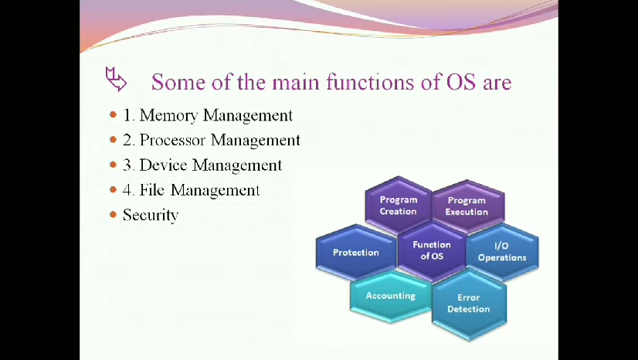 Some of the main functions of OS are
1. Memory Management
2. Processor Management
3. Device Management
4. File Management
Security
Program
Creation
Program
Execution
Protection
Function
of OS
I/O
Operations
Accounting
Error
Detection